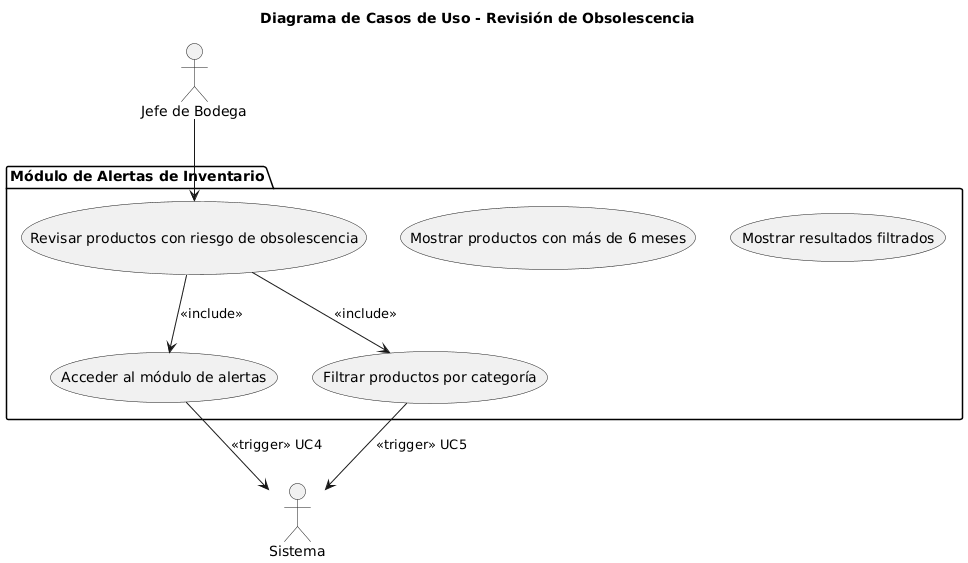 Diagrama de Casos de Uso - Revisión de Obsolescencia
Jefe de Bodega
Módulo de Alertas de Inventario
Revisar productos con riesgo de obsolescencia
Mostrar productos con más de 6 meses
Mostrar resultados filtrados
«include»
«include»
Acceder al módulo de alertas
Filtrar productos por categoría
«trigger» UC4
«trigger» UC5
Sistema